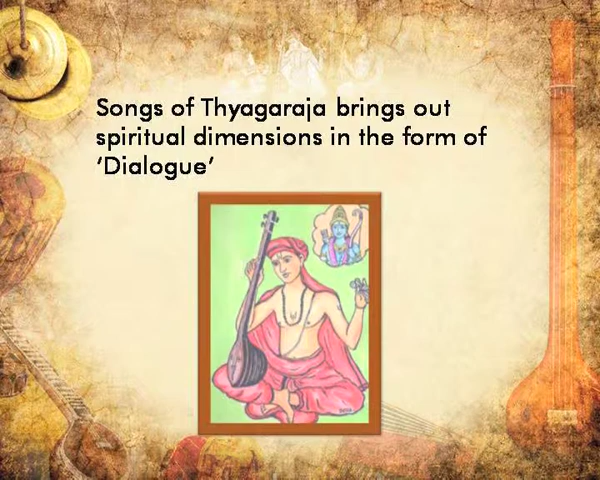 Songs of Thyagaraja brings out
spiritual dimensions in the form of
‘Dialogue’